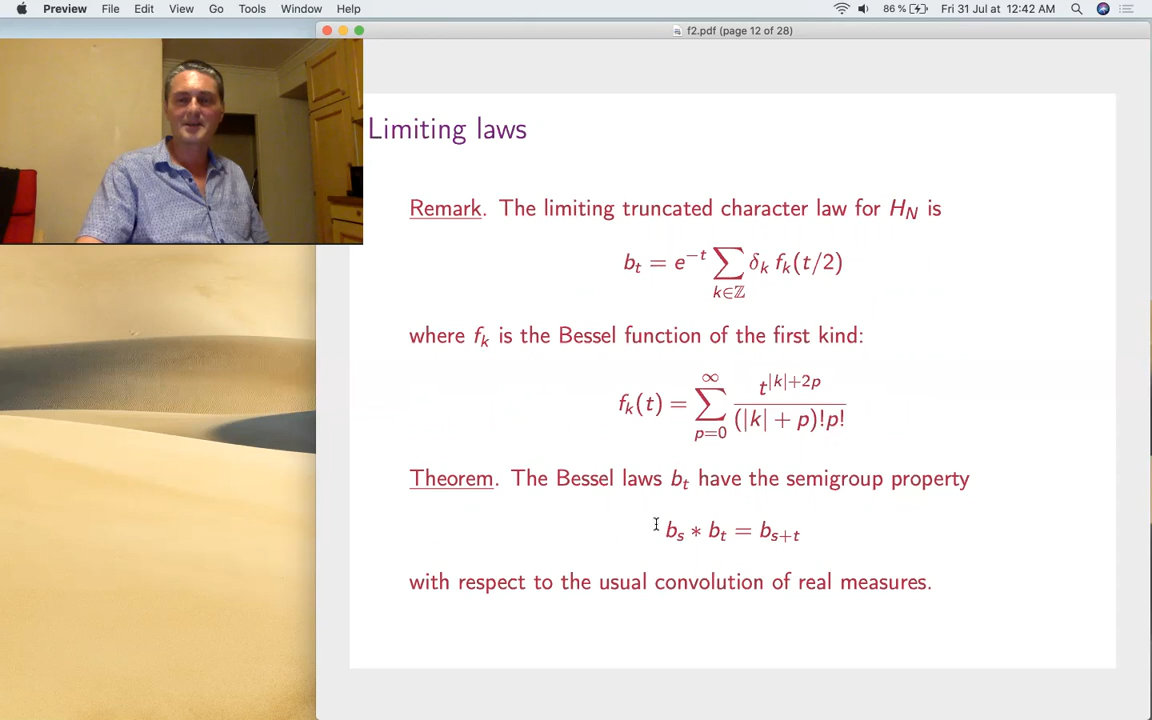 Preview File Edit View Go Tools Window Help 86 % Fri 31 Jul at 12:42 AM
f2.pdf (page 12 of 28)
Limiting laws
Remark. The limiting truncated character law for H_N is
b_t = e^{-t} ∑_{k∈ℤ} δ_k f_k(t/2)
where f_k is the Bessel function of the first kind:
f_k(t) = ∑_{p=0}^{∞} t^{|k|+2p} / (|k| + p)!p!
Theorem. The Bessel laws b_t have the semigroup property
b_s ∗ b_t = b_{s+t}
with respect to the usual convolution of real measures.